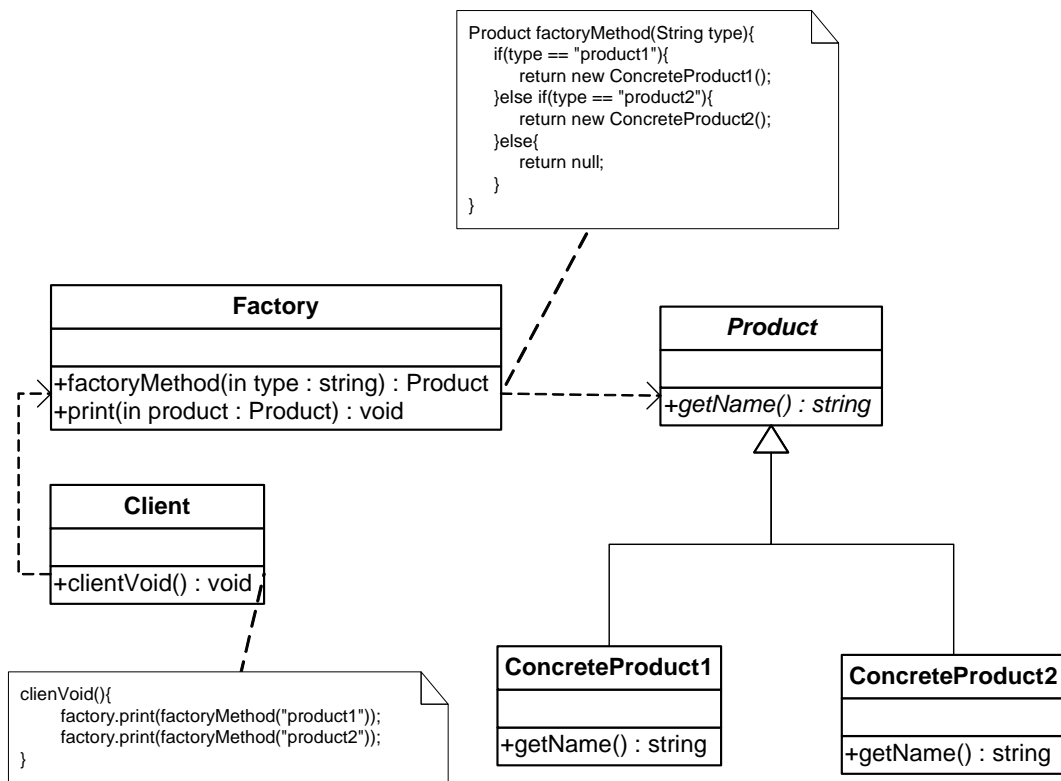 Product factoryMethod(String type){
if(type == "product1"){
return new ConcreteProduct1();
}else if(type == "product2"){
return new ConcreteProduct2();
}else{
return null;
}
}
Factory
+factoryMethod(in type : string) : Product
+print(in product : Product) : void
Product
+getName() : string
Client
+clientVoid() : void
clienVoid(){
factory.print(factoryMethod("product1"));
factory.print(factoryMethod("product2"));
}
ConcreteProduct1
+getName() : string
ConcreteProduct2
+getName() : string